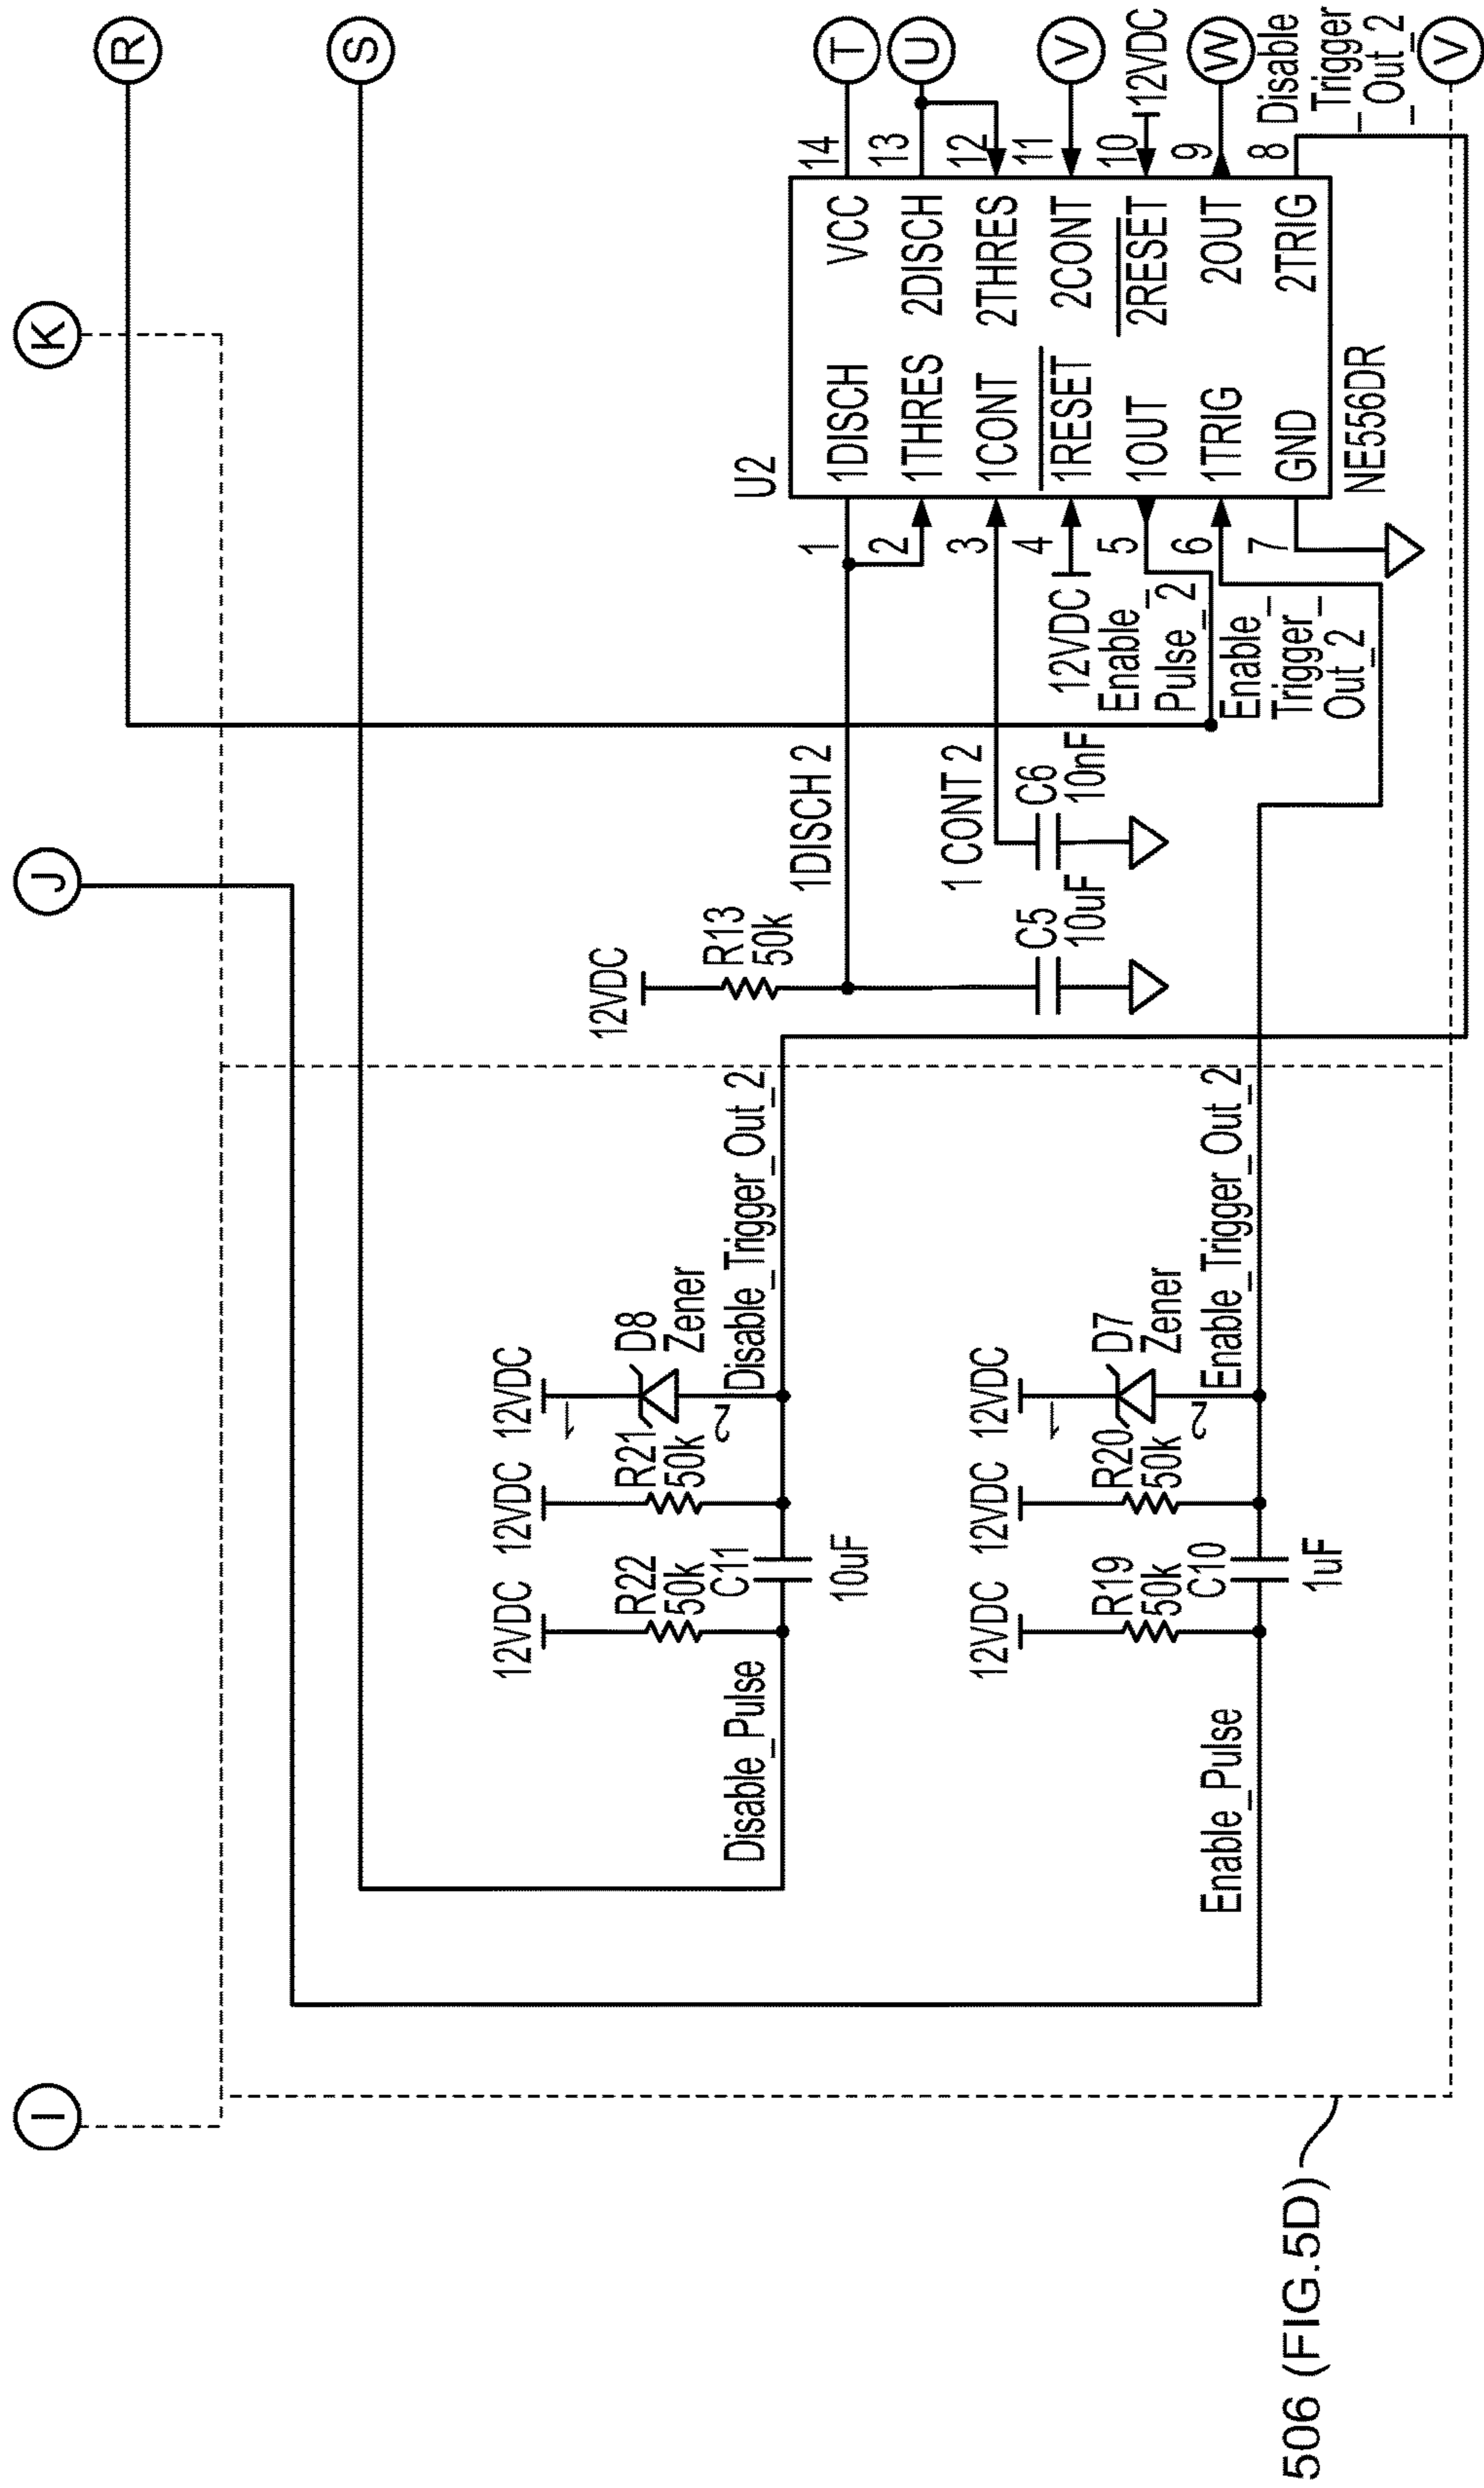 R
S
K
J
I
T
U
V
W
V
U2
1DISCH
1THRES
1CONT
1RESET
1OUT
1TRIG
GND
VCC
2DISCH
2THRES
2CONT
2RESET
2OUT
2TRIG
NE556DR
1
2
3
4
5
6
7
14
13
12
11
10
9
8
12VDC
Disable
Trigger
_Out_2_
12VDC
Enable_
Pulse_2
Enable_
Trigger_
Out_2
1DISCH 2
1 CONT 2
C6
10nF
C5
10uF
12VDC
R13
50k
12VDC
12VDC
12VDC
R22
50k
R21
50k
1
2
D8
Zener
C11
10uF
Disable_Pulse
Disable_Trigger_Out_2
12VDC
12VDC
12VDC
R19
50k
R20
50k
1
2
D7
Zener
C10
1uF
Enable_Pulse
Enable_Trigger_Out_2
506 (FIG.5D)